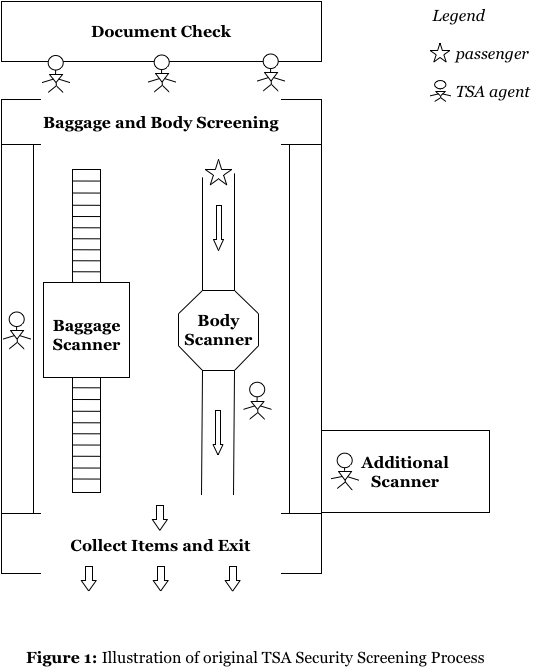 Document Check
Legend
passenger
TSA agent
Baggage and Body Screening
Baggage
Scanner
Body
Scanner
Additional
Scanner
Collect Items and Exit
Figure 1: Illustration of original TSA Security Screening Process